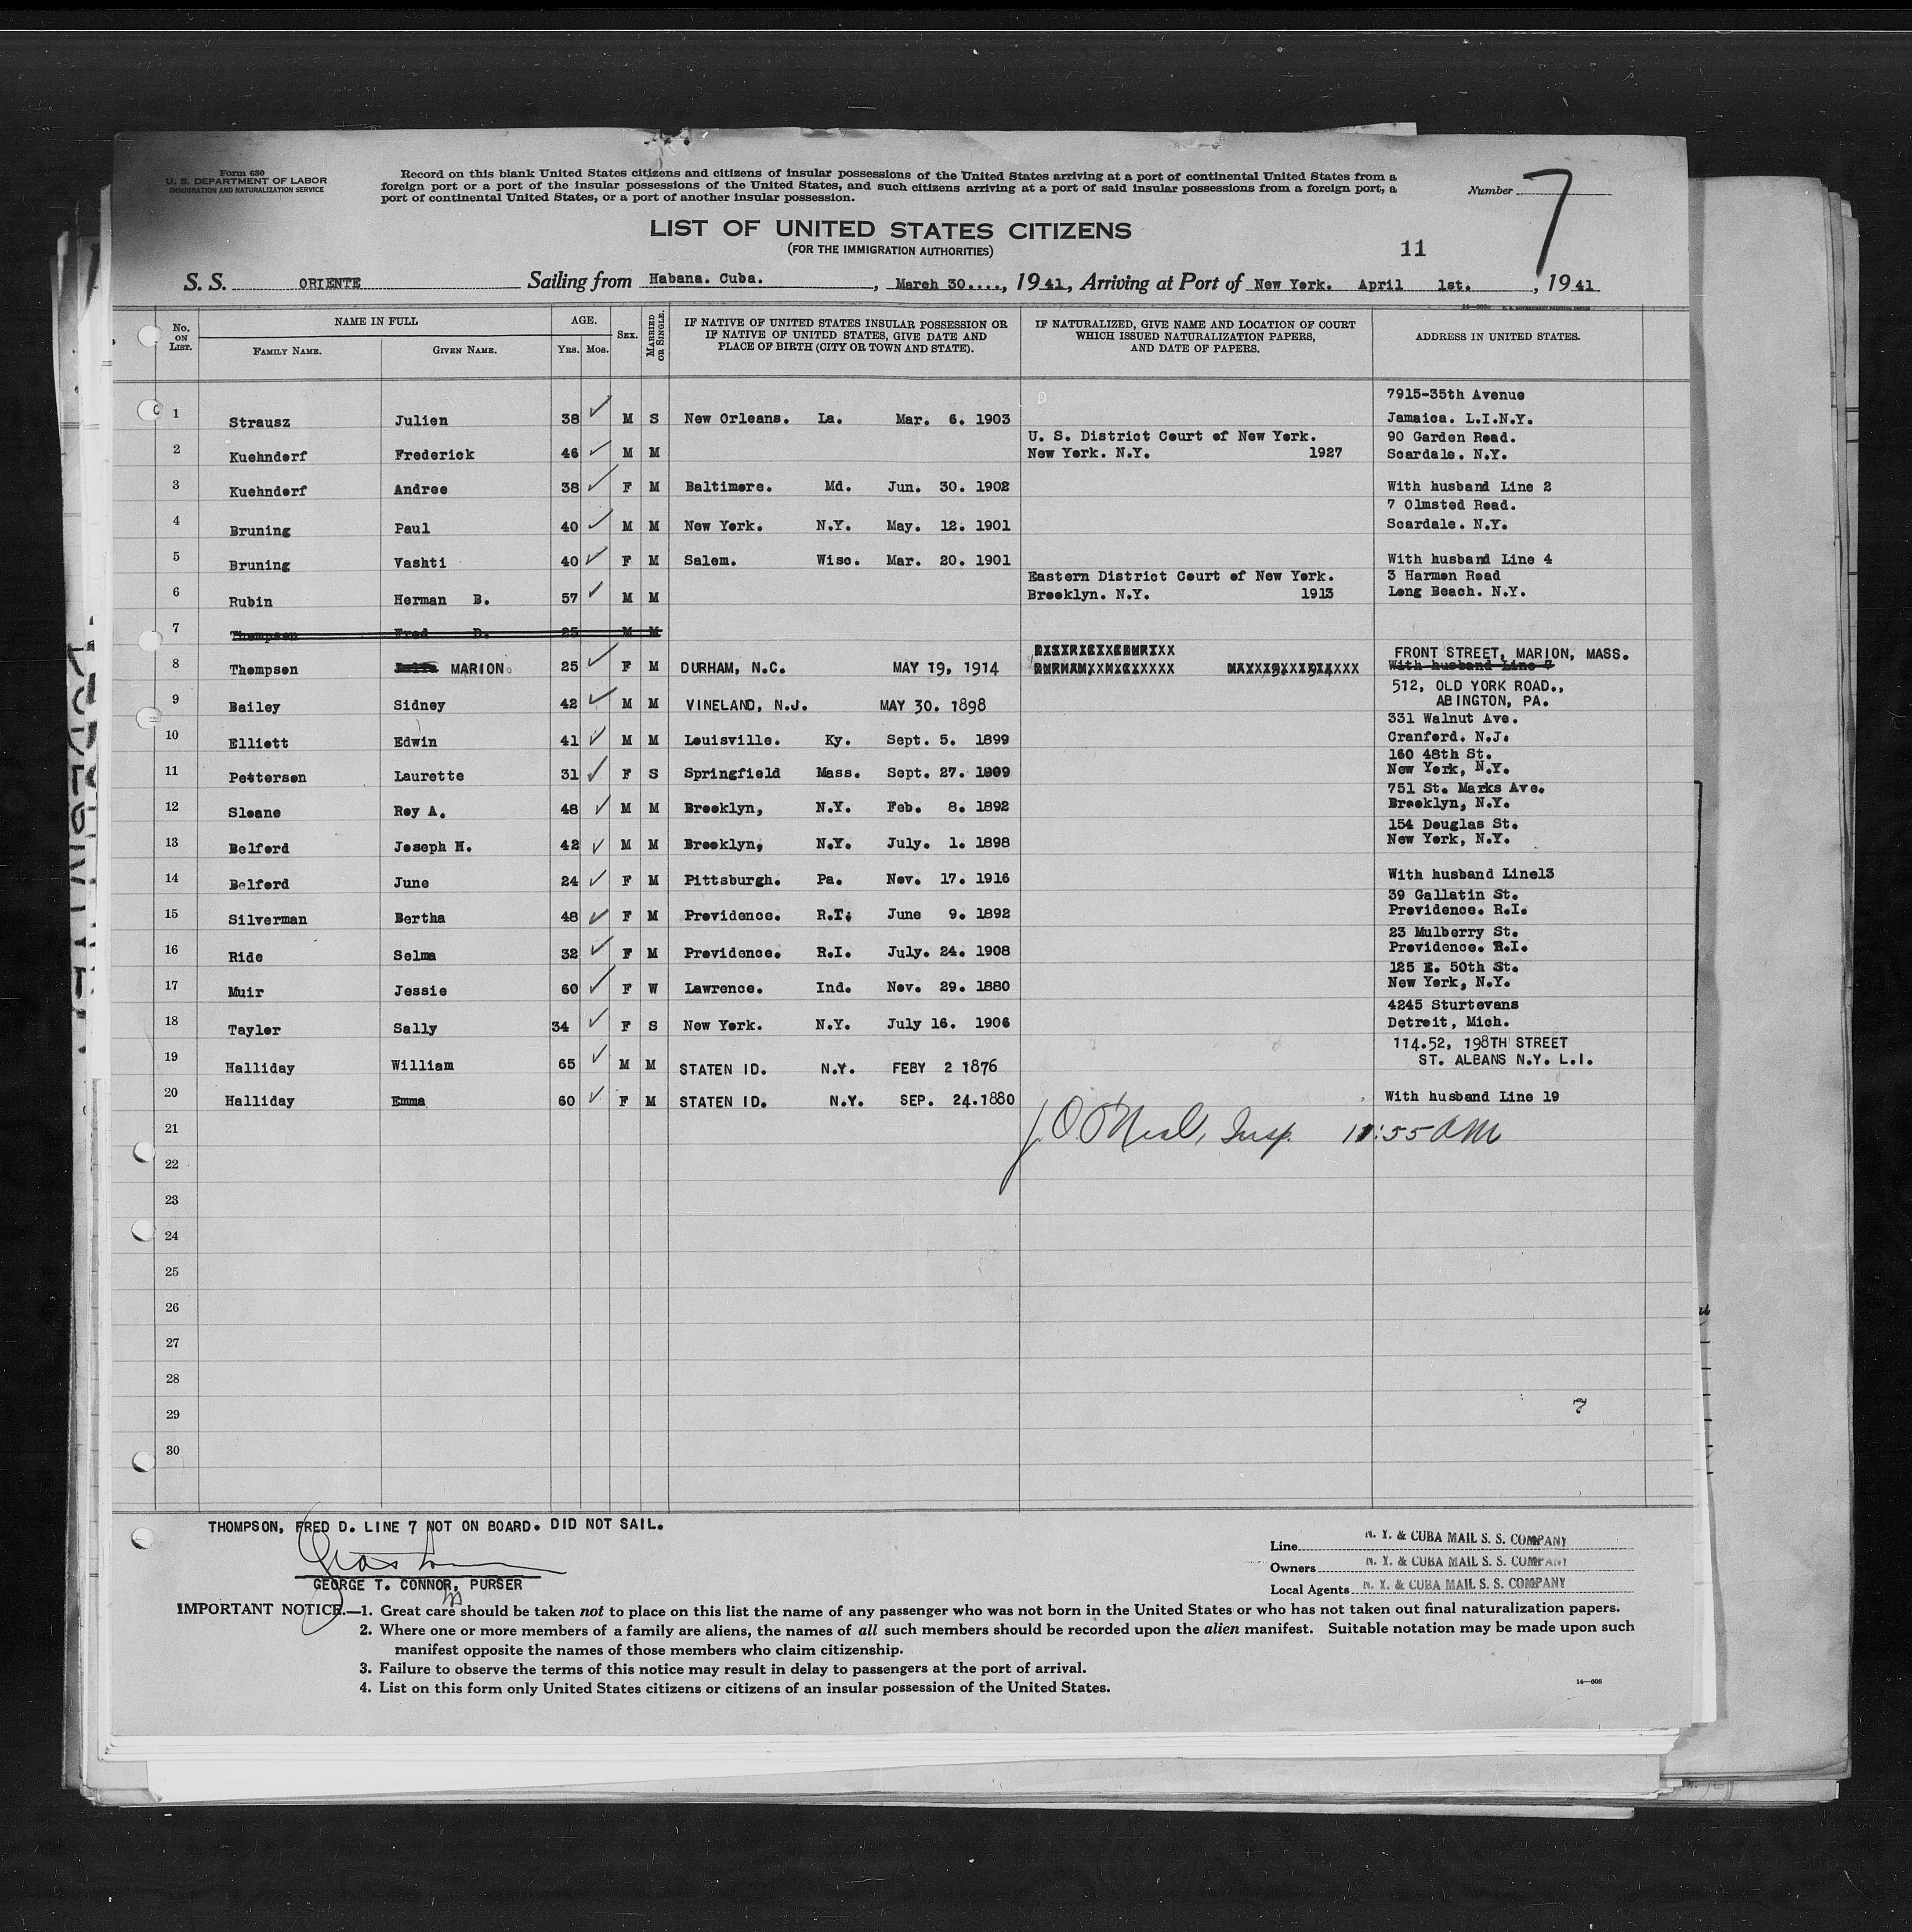 Form 630
U. S. DEPARTMENT OF LABOR
IMMIGRATION AND NATURALIZATION SERVICE
Record on this blank United States citizens and citizens of insular possessions of the United States arriving at a port of continental United States from a
foreign port or a port of the insular possessions of the United States, and such citizens arriving at a port of said insular possessions from a foreign port, a
port of continental United States, or a port of another insular possession.
Number 7
LIST OF UNITED STATES CITIZENS
(FOR THE IMMIGRATION AUTHORITIES)
11
S. S. ORIENTE Sailing from Habana. Cuba. , March 30...., 1941, Arriving at Port of New York. April 1st. , 1941
No. ON LIST. NAME IN FULL FAMILY NAME. GIVEN NAME. AGE. YRS. MOS. SEX. MARRIED OR SINGLE. IF NATIVE OF UNITED STATES INSULAR POSSESSION OR IF NATIVE OF UNITED STATES, GIVE DATE AND PLACE OF BIRTH (CITY OR TOWN AND STATE). IF NATURALIZED, GIVE NAME AND LOCATION OF COURT WHICH ISSUED NATURALIZATION PAPERS, AND DATE OF PAPERS. ADDRESS IN UNITED STATES.
1 Strausz Julien 38 M S New Orleans. La. Mar. 6. 1903 7915-35th Avenue Jamaica. L.I.N.Y.
2 Kuehndorf Frederick 46 M M U. S. District Court of New York. New York. N.Y. 1927 90 Garden Road. Scardale. N.Y.
3 Kuehndorf Andree 38 F M Baltimore. Md. Jun. 30. 1902 With husband Line 2
4 Bruning Paul 40 M M New York. N.Y. May. 12. 1901 7 Olmsted Road. Scardale. N.Y.
5 Bruning Vashti 40 F M Salem. Wisc. Mar. 20. 1901 With husband Line 4
6 Rubin Herman B. 57 M M Eastern District Court of New York. Brooklyn. N.Y. 1913 3 Harmon Road Long Beach. N.Y.
7 Thompson Fred D. 25 M M
8 Thompson MARION 25 F M DURHAM, N.C. MAY 19, 1914 FRONT STREET, MARION, MASS. With husband Line 7
9 Bailey Sidney 42 M M VINELAND, N.J. MAY 30. 1898 512, OLD YORK ROAD., ABINGTON, PA.
10 Elliott Edwin 41 M M Louisville. Ky. Sept. 5. 1899 331 Walnut Ave. Cranford. N.J.
11 Petterson Laurette 31 F S Springfield Mass. Sept. 27. 1909 160 48th St. New York, N.Y.
12 Sloane Roy A. 48 M M Brooklyn, N.Y. Feb. 8. 1892 751 St. Marks Ave. Brooklyn, N.Y.
13 Belford Joseph H. 42 M M Brooklyn, N.Y. July. 1. 1898 154 Douglas St. New York, N.Y.
14 Belford June 24 F M Pittsburgh. Pa. Nov. 17. 1916 With husband Line13
15 Silverman Bertha 48 F M Providence. R.I. June 9. 1892 39 Gallatin St. Providence. R.I.
16 Ride Selma 32 F M Providence. R.I. July. 24. 1908 23 Mulberry St. Providence. R.I.
17 Muir Jessie 60 F W Lawrence. Ind. Nov. 29. 1880 125 E. 50th St. New York, N.Y.
18 Taylor Sally 34 F S New York. N.Y. July 16. 1906 4245 Sturtevans Detroit, Mich.
19 Halliday William 65 M M STATEN ID. N.Y. FEBY 2 1876 114.52, 198TH STREET ST. ALBANS N.Y. L.I.
20 Halliday Emma 60 F M STATEN ID. N.Y. SEP. 24.1880 With husband Line 19
21 J. O. O'Neal, Insp. 11:55 AM
22
23
24
25
26
27
28
29
30
THOMPSON, FRED D. LINE 7 NOT ON BOARD. DID NOT SAIL.
GEORGE T. CONNOR, PURSER
Line N. Y. & CUBA MAIL S. S. COMPANY
Owners N. Y. & CUBA MAIL S. S. COMPANY
Local Agents N. Y. & CUBA MAIL S. S. COMPANY
IMPORTANT NOTICE.—1. Great care should be taken not to place on this list the name of any passenger who was not born in the United States or who has not taken out final naturalization papers.
2. Where one or more members of a family are aliens, the names of all such members should be recorded upon the alien manifest. Suitable notation may be made upon such
manifest opposite the names of those members who claim citizenship.
3. Failure to observe the terms of this notice may result in delay to passengers at the port of arrival.
4. List on this form only United States citizens or citizens of an insular possession of the United States.
14—608